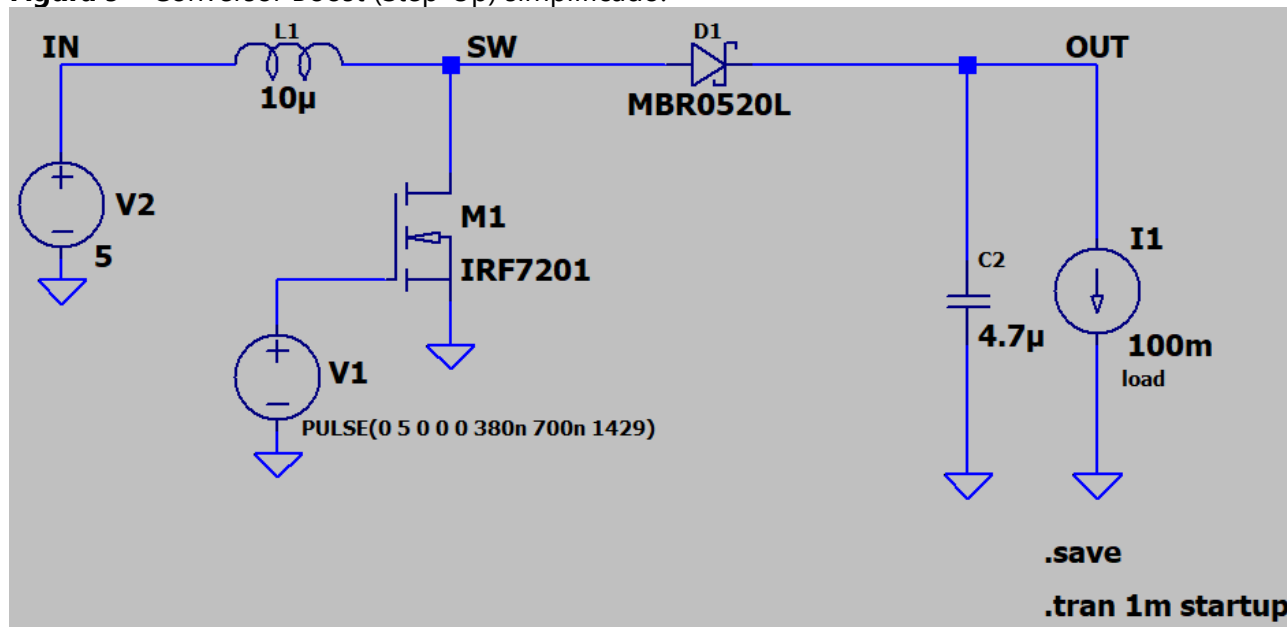 IN
L1
10µ
SW
D1
MBR0520L
OUT
V2
5
M1
IRF7201
V1
PULSE(0 5 0 0 0 380n 700n 1429)
C2
4.7µ
I1
100m
load
.save
.tran 1m startup